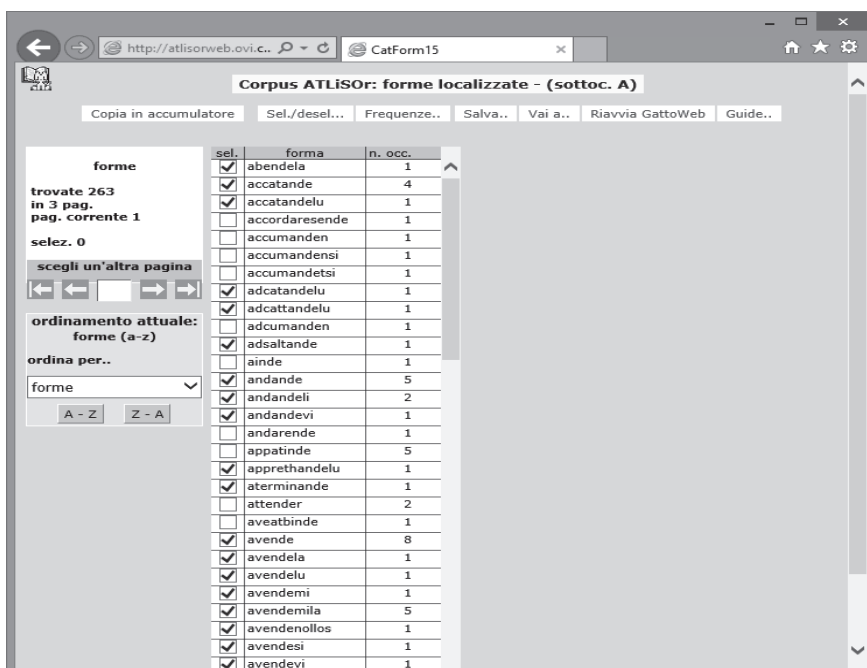 http://atlisorweb.ovi.c..
CatForm15
Corpus ATLiSOr: forme localizzate - (sottoc. A)
Copia in accumulatore Sel./desel... Frequenze.. Salva.. Vai a.. Riavvia GattoWeb Guide..
forme
trovate 263
in 3 pag.
pag. corrente 1
selez. 0
scegli un'altra pagina
ordinamento attuale:
forme (a-z)
ordina per..
forme
A - Z Z - A
sel. forma n. occ.
abendela 1
accatande 4
accatandelu 1
accordaresende 1
accumanden 1
accumandensi 1
accumandetsi 1
adcatandelu 1
adcattandelu 1
adcumanden 1
adsaltande 1
ainde 1
andande 5
andandeli 2
andandevi 1
andarende 1
appatinde 5
apprethandelu 1
aterminande 1
attender 2
aveatbinde 1
avende 8
avendela 1
avendelu 1
avendemi 1
avendemila 5
avendenollos 1
avendesi 1
avendevi 1